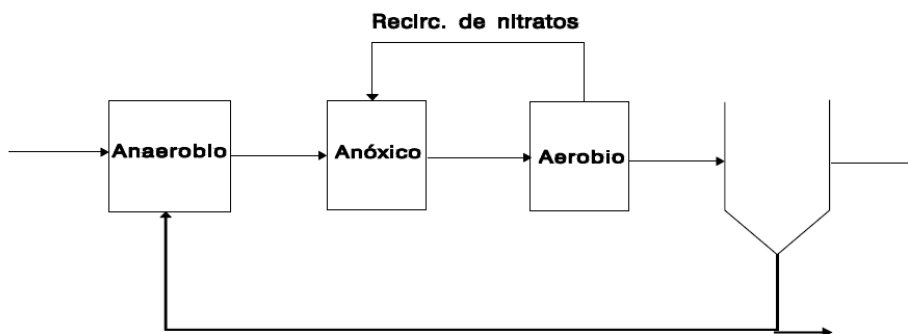 Recirc. de nitratos
Anaerobio
Anóxico
Aerobio